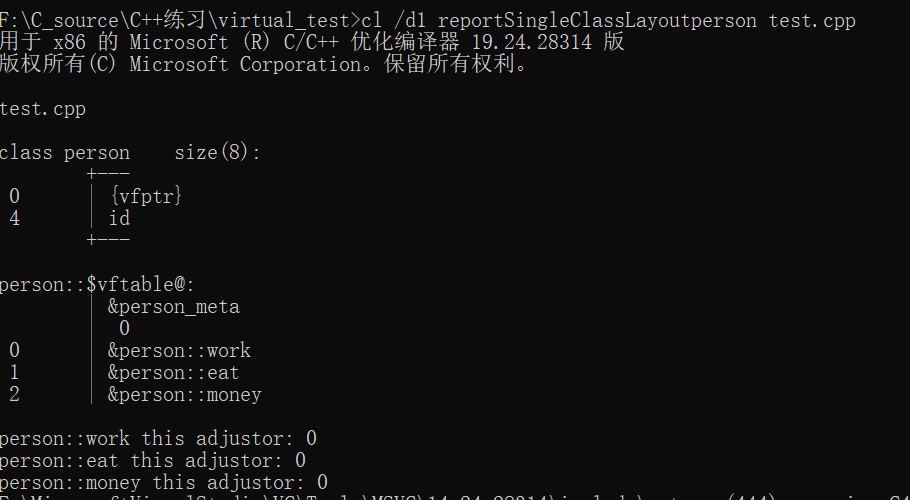 F:\C_source\C++练习\virtual_test>cl /d1 reportSingleClassLayoutperson test.cpp
用于 x86 的 Microsoft (R) C/C++ 优化编译器 19.24.28314 版
版权所有(C) Microsoft Corporation。保留所有权利。
test.cpp
class person    size(8):
        +---
 0      | {vfptr}
 4      | id
        +---
person::$vftable@:
        | &person_meta
        |  0
 0      | &person::work
 1      | &person::eat
 2      | &person::money
person::work this adjustor: 0
person::eat this adjustor: 0
person::money this adjustor: 0